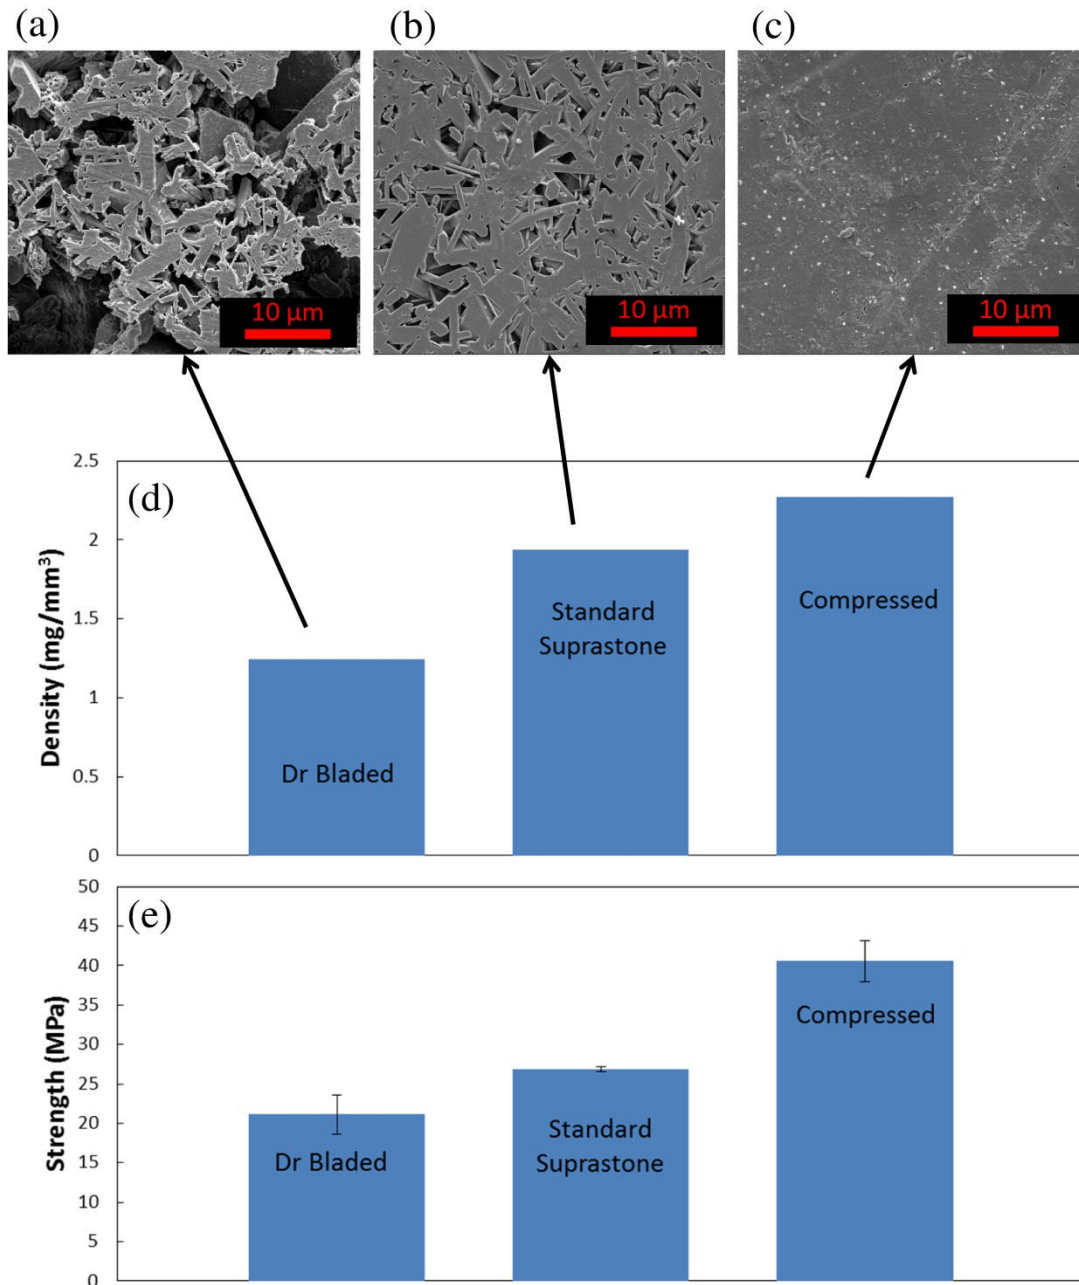 (a)
(b)
(c)
10 µm
10 µm
10 µm
(d)
Density (mg/mm³)
2.5
2
1.5
1
0.5
0
Dr Bladed
Standard
Suprastone
Compressed
(e)
Strength (MPa)
50
45
40
35
30
25
20
15
10
5
0
Dr Bladed
Standard
Suprastone
Compressed